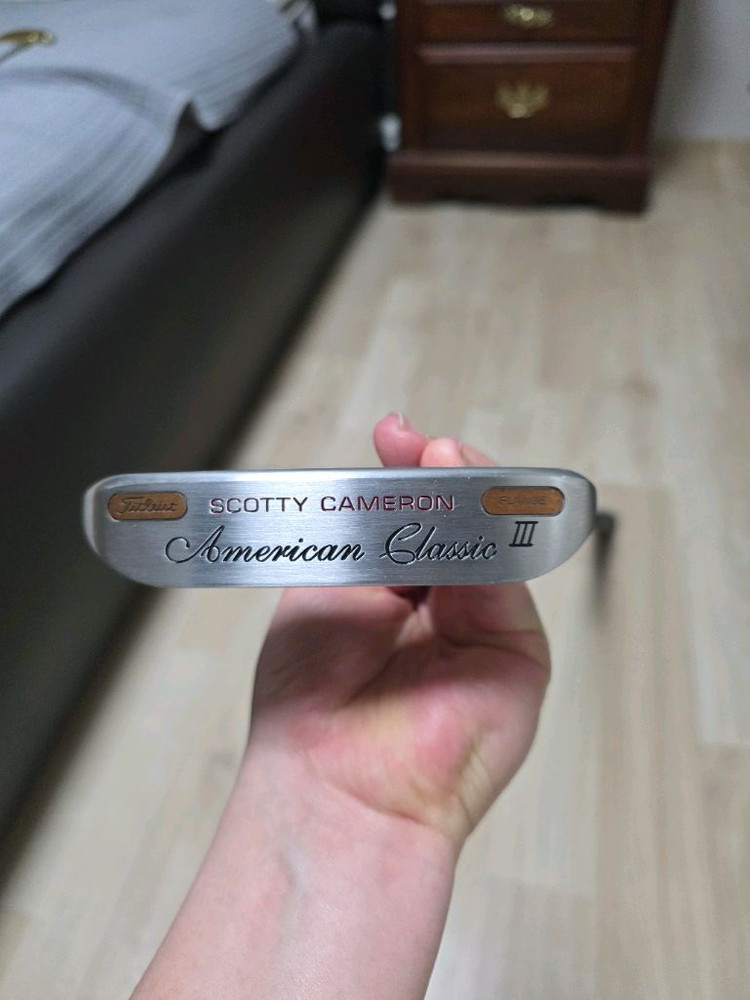 Titleist SCOTTY CAMERON FLANGE
American Classic III